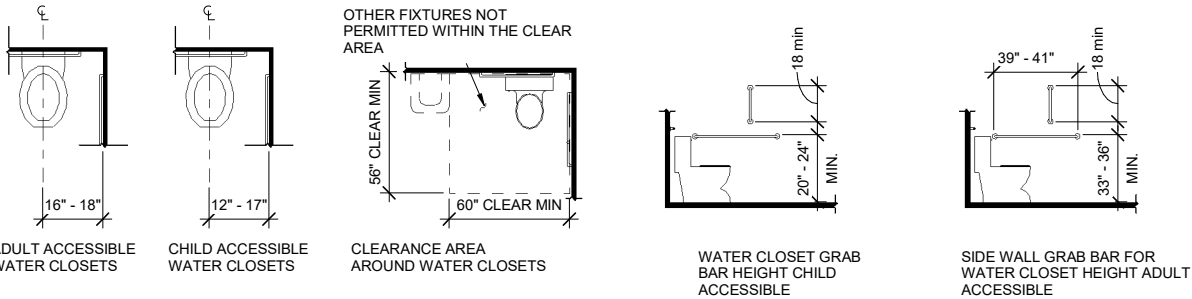 ℄
℄
OTHER FIXTURES NOT
PERMITTED WITHIN THE CLEAR
AREA
56" CLEAR MIN
60" CLEAR MIN
16" - 18"
12" - 17"
18 min
20" - 24"
MIN.
39" - 41"
18 min
33" - 36"
MIN.
ADULT ACCESSIBLE
WATER CLOSETS
CHILD ACCESSIBLE
WATER CLOSETS
CLEARANCE AREA
AROUND WATER CLOSETS
WATER CLOSET GRAB
BAR HEIGHT CHILD
ACCESSIBLE
SIDE WALL GRAB BAR FOR
WATER CLOSET HEIGHT ADULT
ACCESSIBLE